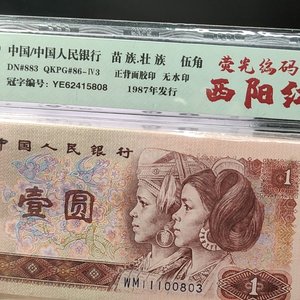 中国/中国人民银行 苗族.壮族 伍角
DN#883 QKPG#86-IV3 正背面胶印 无水印
冠字编号: YE62415808 1987年发行
荧光绉码
西阳红
中国人民银行
壹圆
1
WM11100803
1